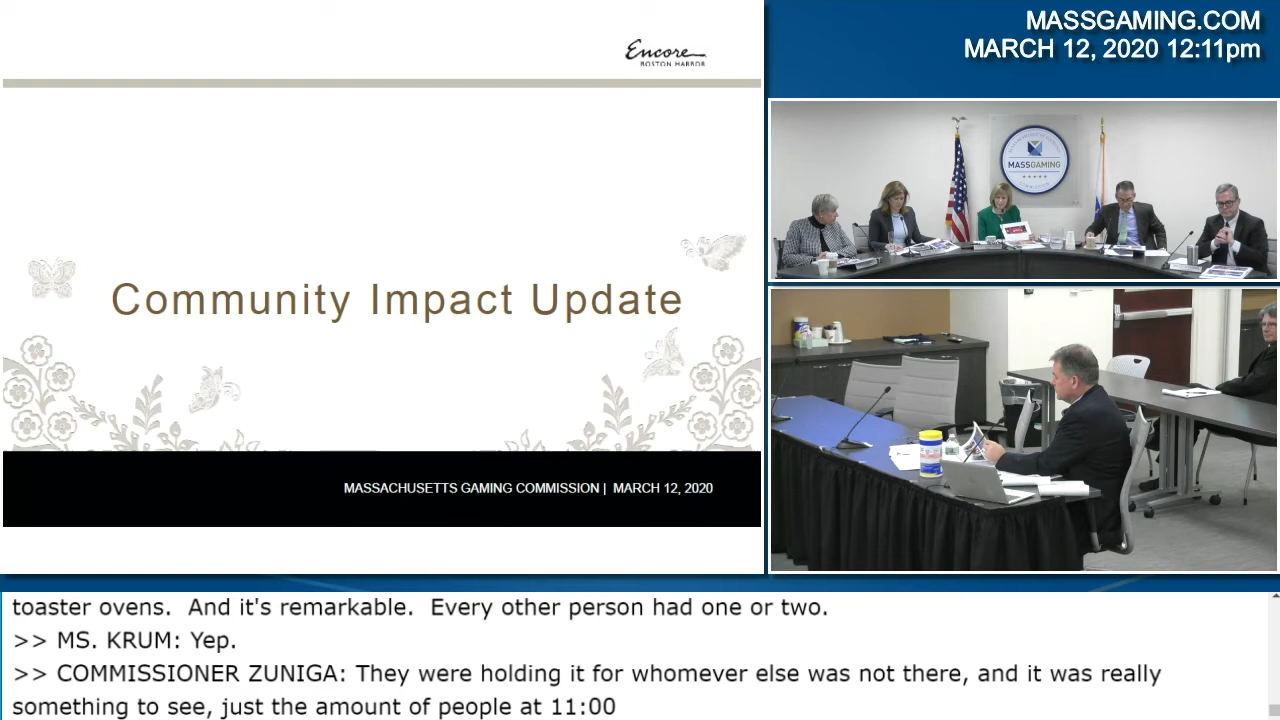 Encore
BOSTON HARBOR
Community Impact Update
MASSACHUSETTS GAMING COMMISSION | MARCH 12, 2020
MASSGAMING.COM
MARCH 12, 2020 12:11pm
MASSGAMING
toaster ovens.  And it's remarkable.  Every other person had one or two.
>> MS. KRUM: Yep.
>> COMMISSIONER ZUNIGA: They were holding it for whomever else was not there, and it was really
something to see, just the amount of people at 11:00